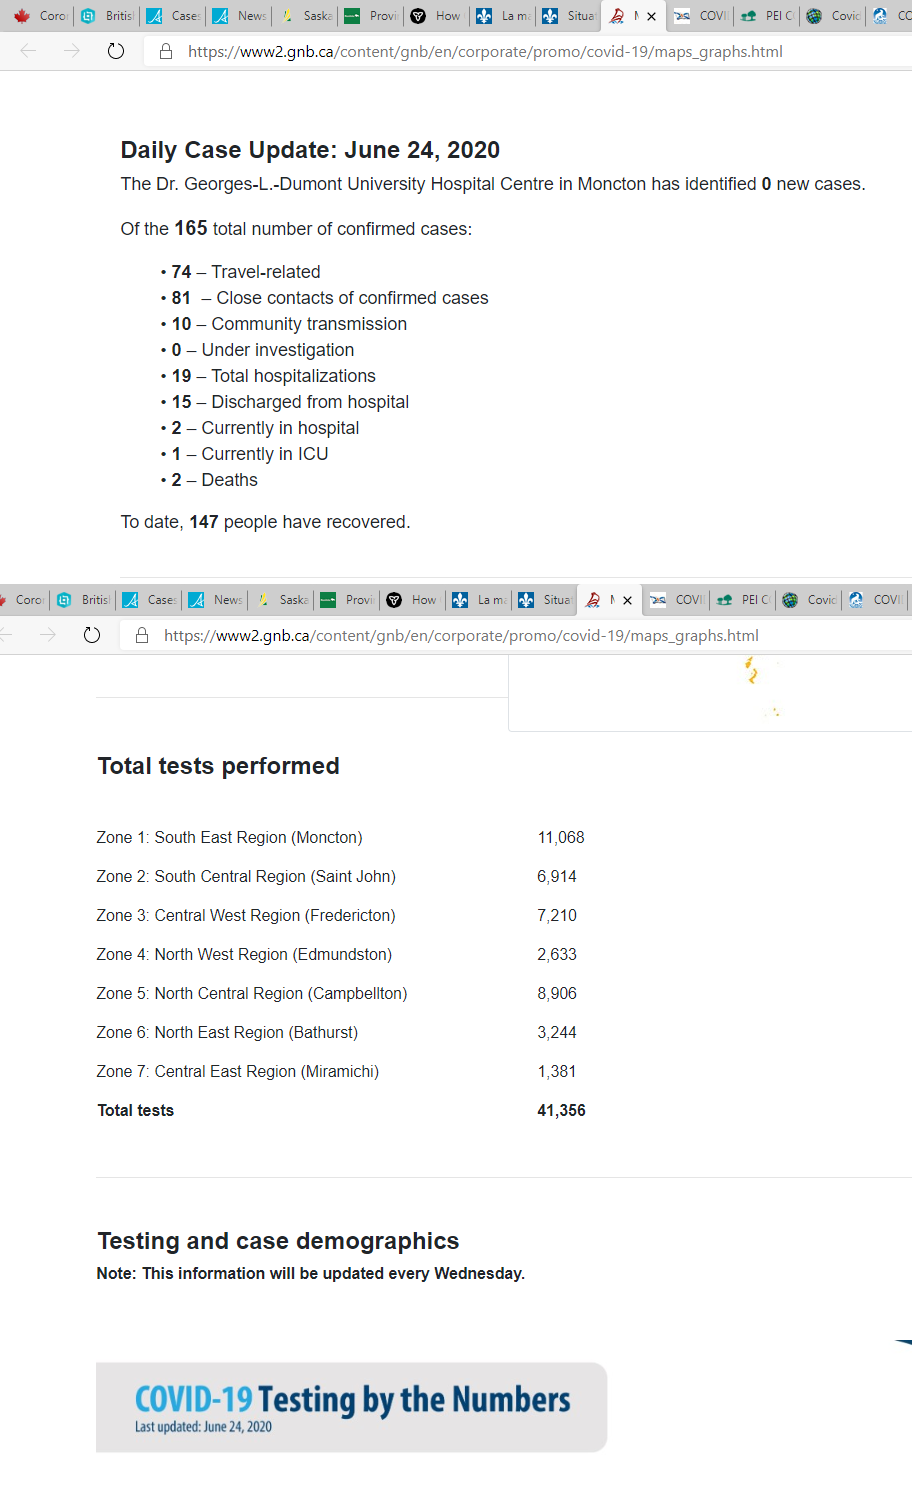 Coror Britisl Case: News Saska Provi How La ma Situa COVI PEI C Covid CO
https://www2.gnb.ca/content/gnb/en/corporate/promo/covid-19/maps_graphs.html
Daily Case Update: June 24, 2020
The Dr. Georges-L.-Dumont University Hospital Centre in Moncton has identified 0 new cases.
Of the 165 total number of confirmed cases:
• 74 – Travel-related
• 81 – Close contacts of confirmed cases
• 10 – Community transmission
• 0 – Under investigation
• 19 – Total hospitalizations
• 15 – Discharged from hospital
• 2 – Currently in hospital
• 1 – Currently in ICU
• 2 – Deaths
To date, 147 people have recovered.
Coror Britisl Case: News Saska Provi How La ma Situa COVI PEI C Covid COVI
https://www2.gnb.ca/content/gnb/en/corporate/promo/covid-19/maps_graphs.html
Total tests performed
Zone 1: South East Region (Moncton) 11,068
Zone 2: South Central Region (Saint John) 6,914
Zone 3: Central West Region (Fredericton) 7,210
Zone 4: North West Region (Edmundston) 2,633
Zone 5: North Central Region (Campbellton) 8,906
Zone 6: North East Region (Bathurst) 3,244
Zone 7: Central East Region (Miramichi) 1,381
Total tests 41,356
Testing and case demographics
Note: This information will be updated every Wednesday.
COVID-19 Testing by the Numbers
Last updated: June 24, 2020